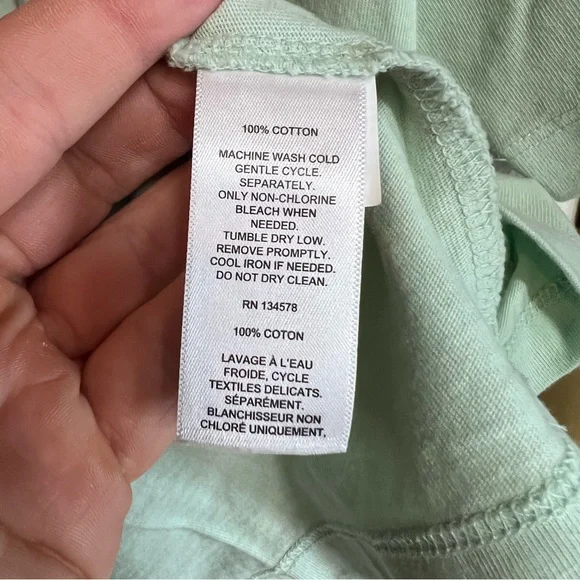 100% COTTON
MACHINE WASH COLD
GENTLE CYCLE.
SEPARATELY.
ONLY NON-CHLORINE
BLEACH WHEN
NEEDED.
TUMBLE DRY LOW.
REMOVE PROMPTLY.
COOL IRON IF NEEDED.
DO NOT DRY CLEAN.
RN 134578
100% COTON
LAVAGE À L'EAU
FROIDE, CYCLE
TEXTILES DELICATS.
SÉPARÉMENT.
BLANCHISSEUR NON
CHLORÉ UNIQUEMENT,